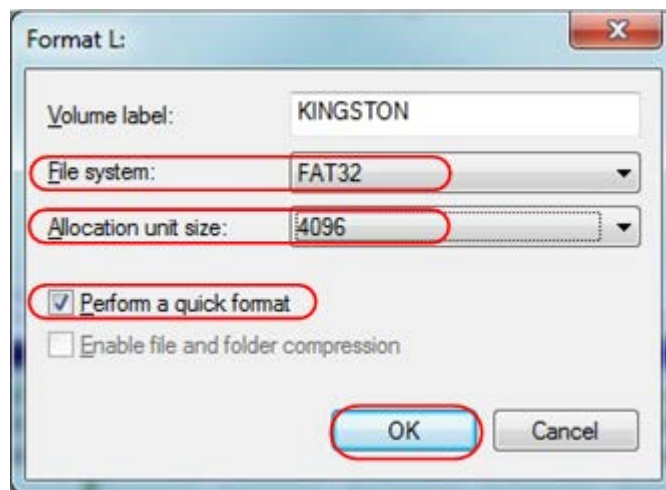 Format L:
Volume label: KINGSTON
File system: FAT32
Allocation unit size: 4096
Perform a quick format
Enable file and folder compression
OK Cancel